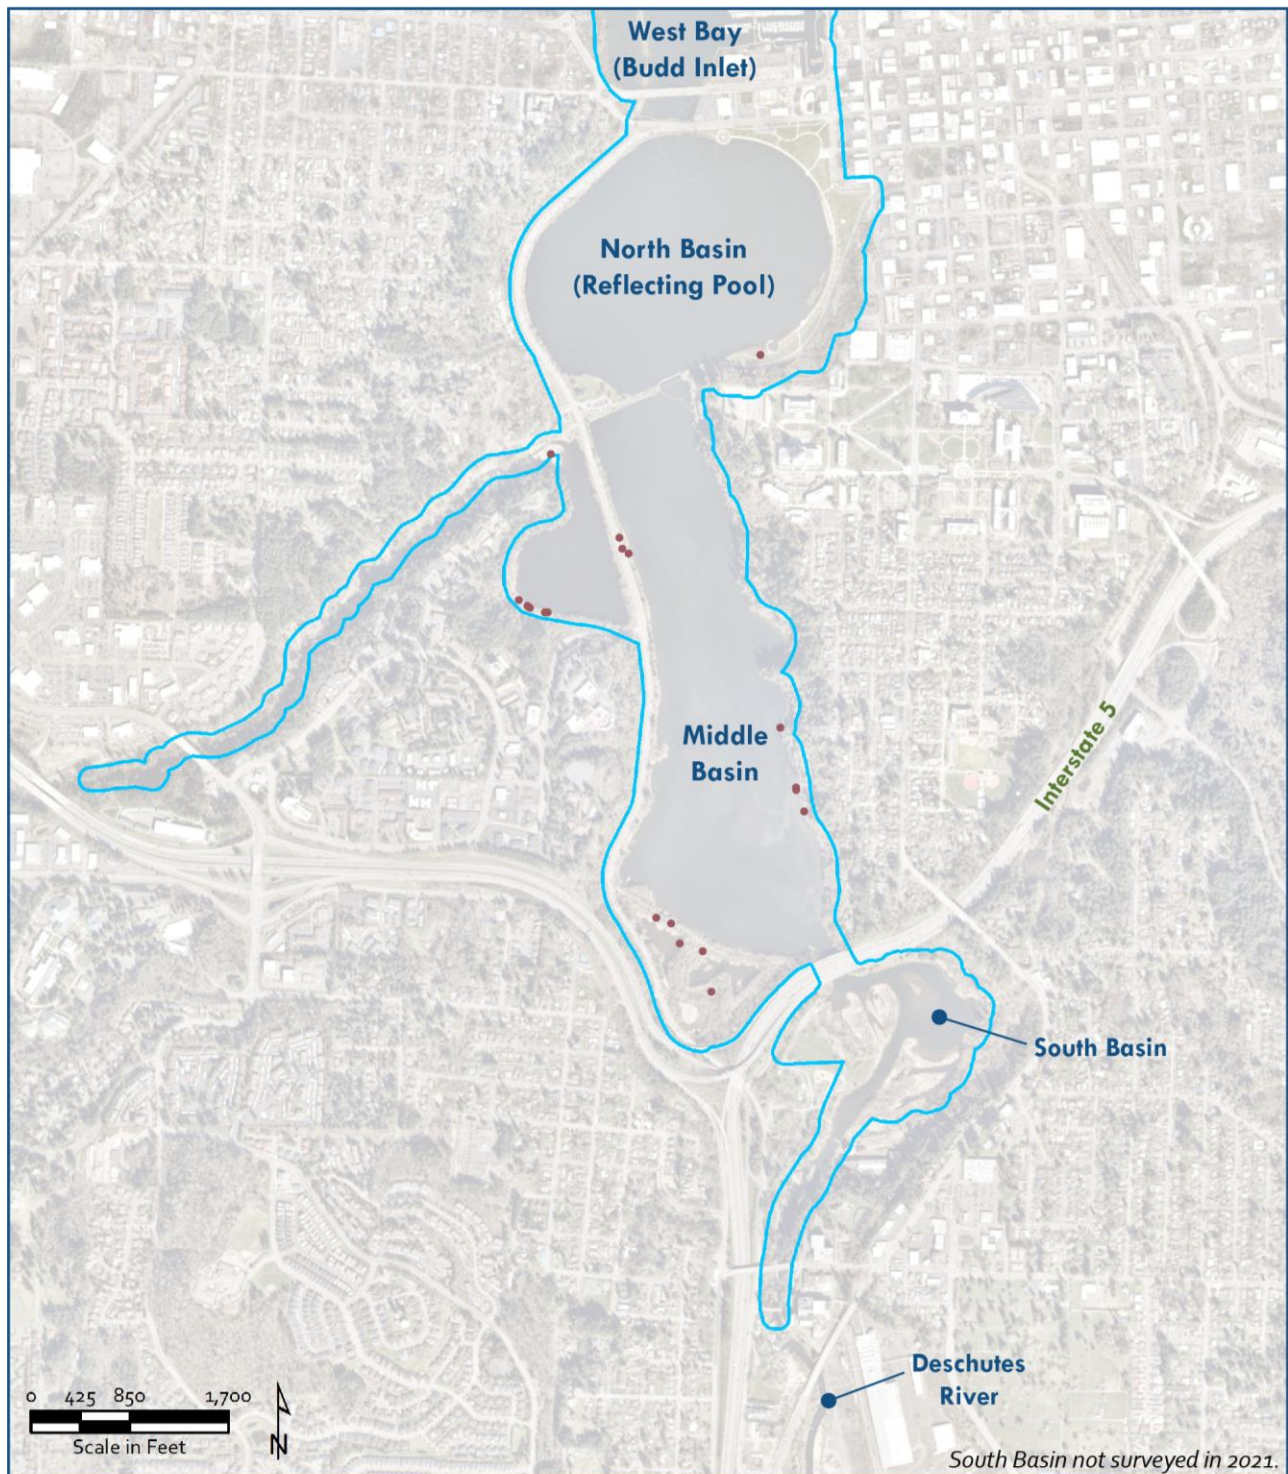 West Bay
(Budd Inlet)
North Basin
(Reflecting Pool)
Middle
Basin
Interstate 5
South Basin
Deschutes
River
0 425 850 1,700
Scale in Feet
N
South Basin not surveyed in 2021.